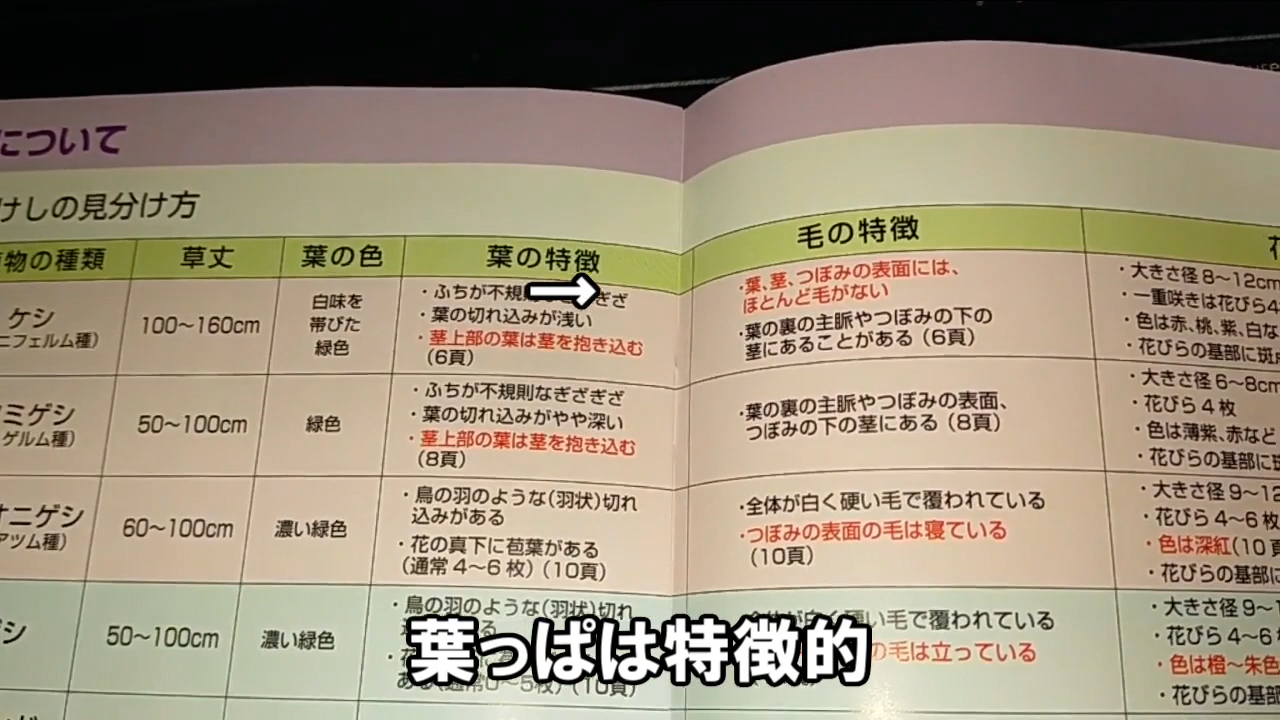 について
けしの見分け方
物の種類 草丈 葉の色 葉の特徴 毛の特徴
ケシ
ニフェルム種）
100〜160cm
白味を
帯びた
緑色
・ふちが不規則 ぎざ
・葉の切れ込みが浅い
・茎上部の葉は茎を抱き込む
（6頁）
・葉、茎、つぼみの表面には、
ほとんど毛がない
・葉の裏の主脈やつぼみの下の
茎にあることがある（6頁）
・大きさ径 8〜12cm
・一重咲きは花びら4
・色は赤、桃、紫、白な
・花びらの基部に斑
ミゲシ
ゲルム種）
50〜100cm
緑色
・ふちが不規則なぎざぎざ
・葉の切れ込みがやや深い
・茎上部の葉は茎を抱き込む
（8頁）
・葉の裏の主脈やつぼみの表面、
つぼみの下の茎にある（8頁）
・大きさ径 6〜8cm
・花びら 4 枚
・色は薄紫、赤など
・花びらの基部に
オニゲシ
アツム種）
60〜100cm
濃い緑色
・鳥の羽のような（羽状）切れ
込みがある
・花の真下に苞葉がある
（通常 4〜6 枚）（10頁）
・全体が白く硬い毛で覆われている
・つぼみの表面の毛は寝ている
（10頁）
・大きさ径 9〜12
・花びら 4〜6 枚
・色は深紅（10
・花びらの基部に
シ
50〜100cm
濃い緑色
・鳥の羽のような（羽状）切れ
全体が白く硬い毛で覆われている
の毛は立っている
・大きさ径 9〜
・花びら 4〜6
・色は橙〜朱色
・花びらの基部
→
葉っぱは特徴的